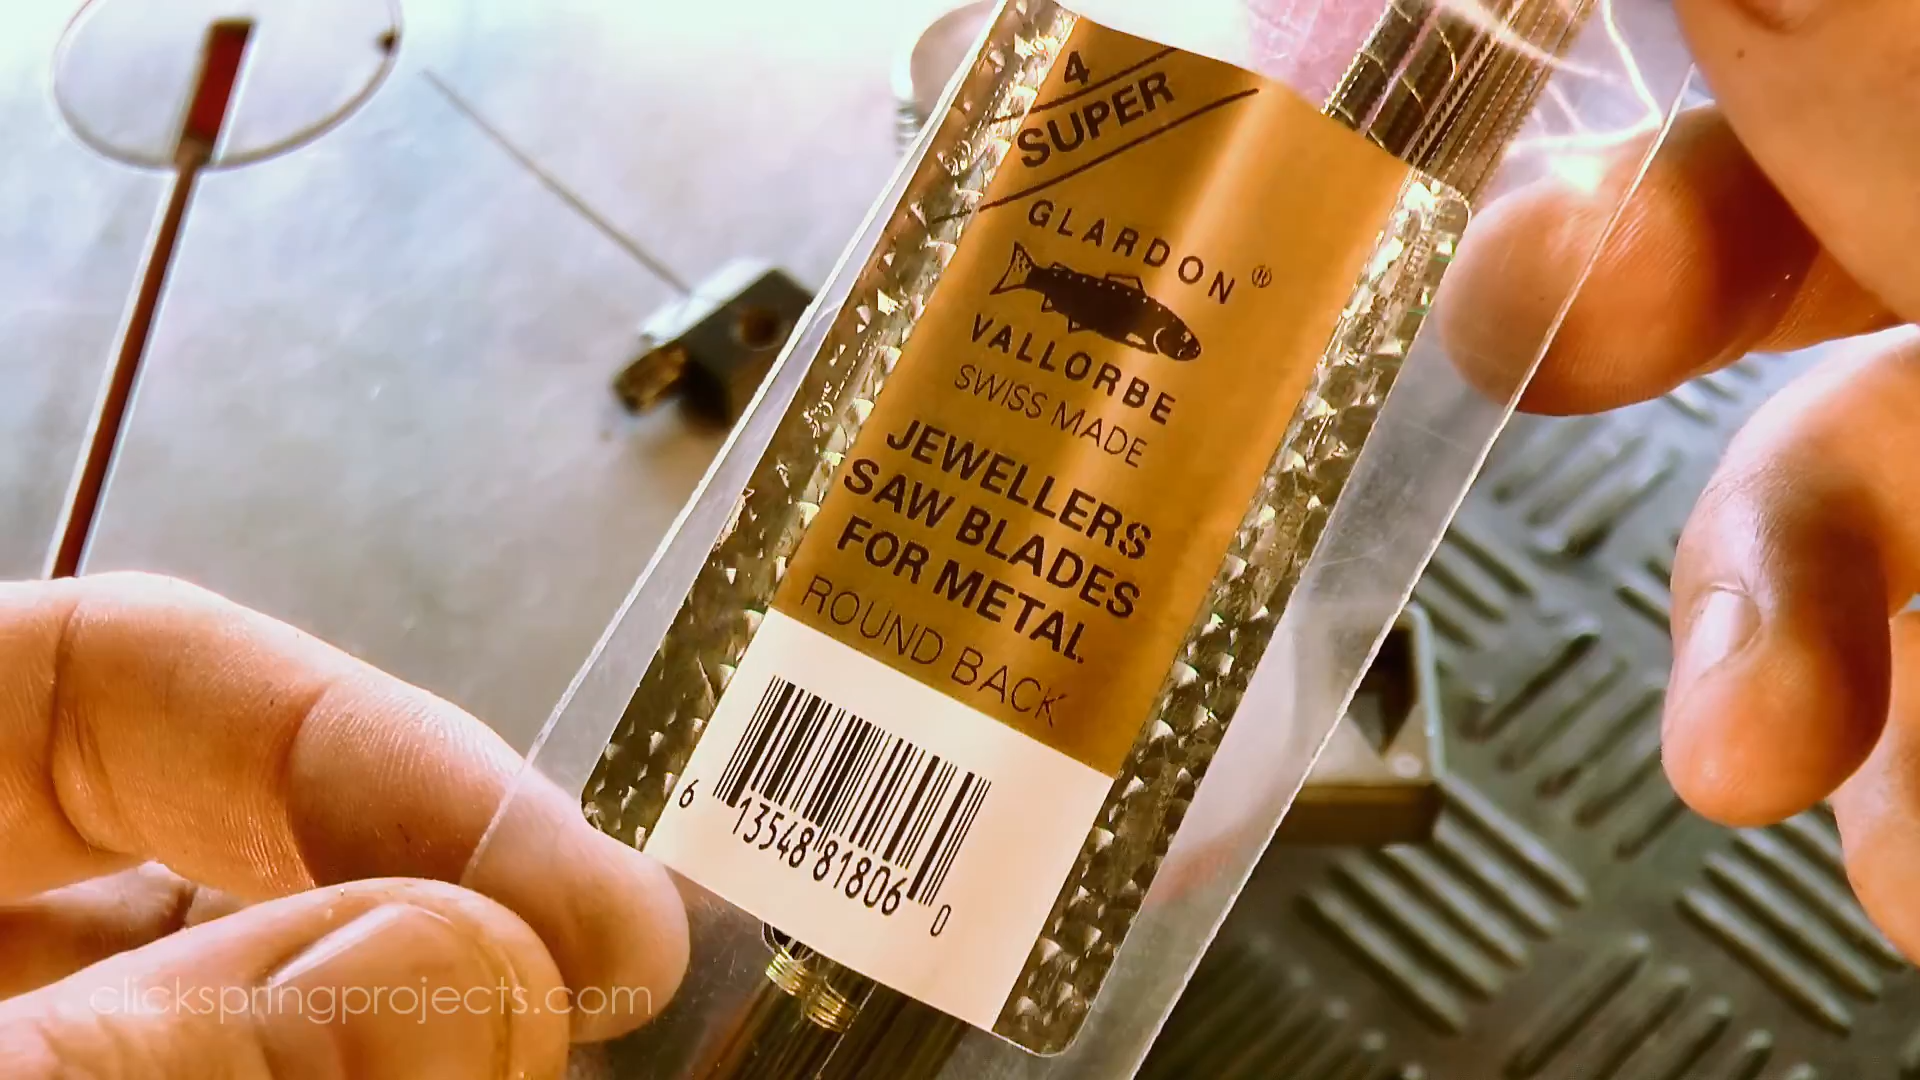 4
SUPER
GLARDON®
VALLORBE
SWISS MADE
JEWELLERS
SAW BLADES
FOR METAL
ROUND BACK
6 13548 81806 0
clickspringprojects.com